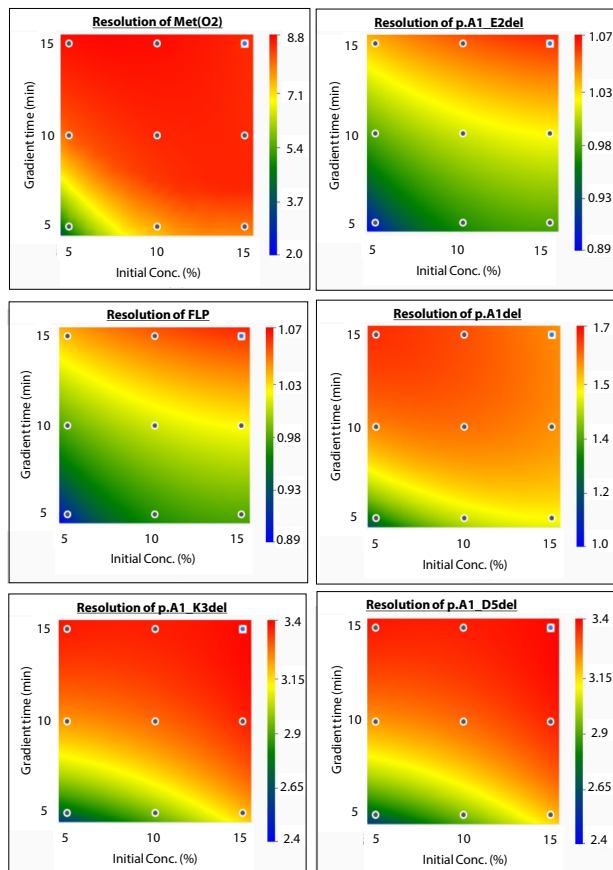 Resolution of Met(O2)
Gradient time (min)
15
10
5
5 10 15
Initial Conc. (%)
8.8
7.1
5.4
3.7
2.0
Resolution of p.A1_E2del
Gradient time (min)
15
10
5
5 10 15
Initial Conc. (%)
1.07
1.03
0.98
0.93
0.89
Resolution of FLP
Gradient time (min)
15
10
5
5 10 15
Initial Conc. (%)
1.07
1.03
0.98
0.93
0.89
Resolution of p.A1del
Gradient time (min)
15
10
5
5 10 15
Initial Conc. (%)
1.7
1.5
1.4
1.2
1.0
Resolution of p.A1_K3del
Gradient time (min)
15
10
5
5 10 15
Initial Conc. (%)
3.4
3.15
2.9
2.65
2.4
Resolution of p.A1_D5del
Gradient time (min)
15
10
5
5 10 15
Initial Conc. (%)
3.4
3.15
2.9
2.65
2.4